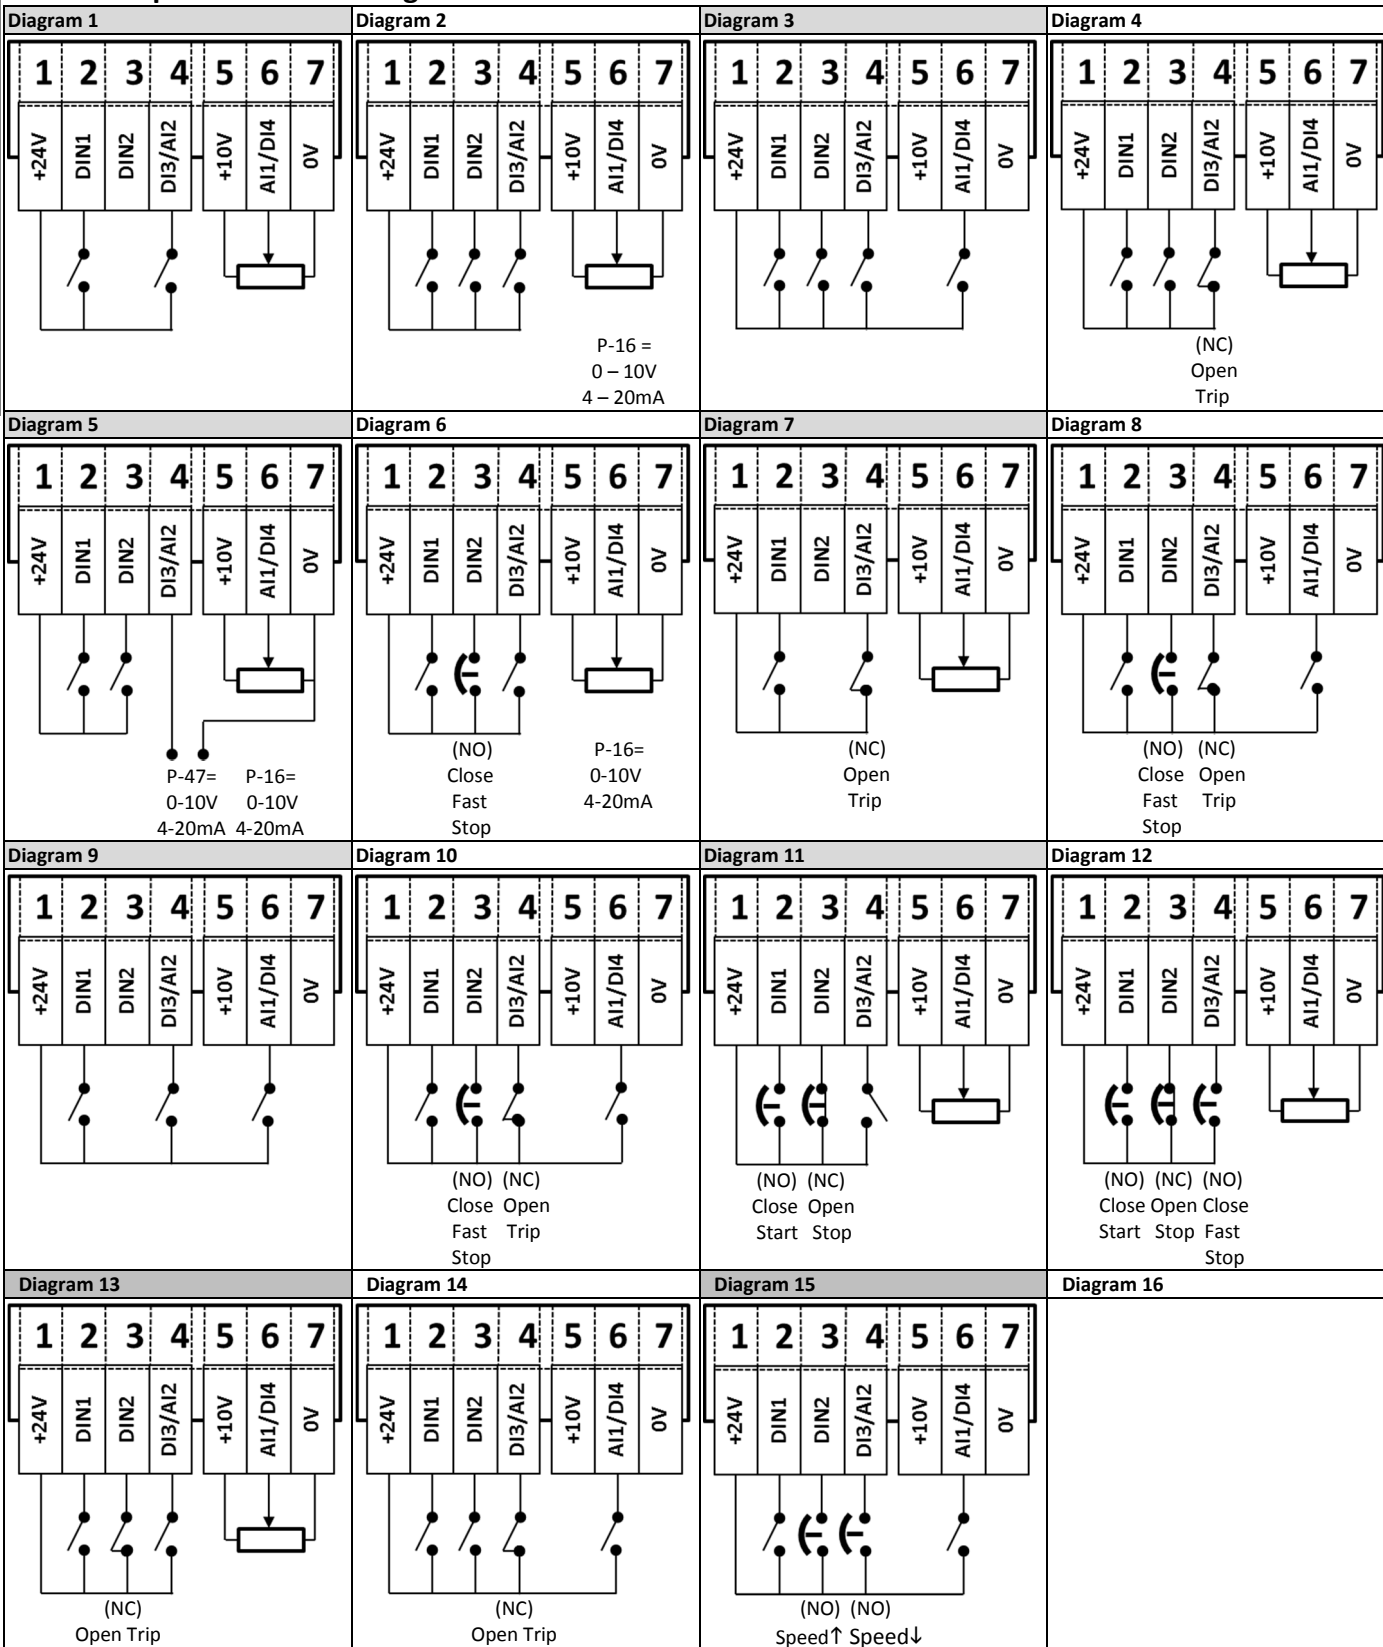 Diagram 1
1 2 3 4 5 6 7
+24V DIN1 DIN2 DI3/AI2 +10V AI1/DI4 0V
Diagram 2
1 2 3 4 5 6 7
+24V DIN1 DIN2 DI3/AI2 +10V AI1/DI4 0V
P-16 =
0 – 10V
4 – 20mA
Diagram 3
1 2 3 4 5 6 7
+24V DIN1 DIN2 DI3/AI2 +10V AI1/DI4 0V
Diagram 4
1 2 3 4 5 6 7
+24V DIN1 DIN2 DI3/AI2 +10V AI1/DI4 0V
(NC)
Open
Trip
Diagram 5
1 2 3 4 5 6 7
+24V DIN1 DIN2 DI3/AI2 +10V AI1/DI4 0V
P-47= P-16=
0-10V 0-10V
4-20mA 4-20mA
Diagram 6
1 2 3 4 5 6 7
+24V DIN1 DIN2 DI3/AI2 +10V AI1/DI4 0V
(NO) P-16=
Close 0-10V
Fast 4-20mA
Stop
Diagram 7
1 2 3 4 5 6 7
+24V DIN1 DIN2 DI3/AI2 +10V AI1/DI4 0V
(NC)
Open
Trip
Diagram 8
1 2 3 4 5 6 7
+24V DIN1 DIN2 DI3/AI2 +10V AI1/DI4 0V
(NO) (NC)
Close Open
Fast Trip
Stop
Diagram 9
1 2 3 4 5 6 7
+24V DIN1 DIN2 DI3/AI2 +10V AI1/DI4 0V
Diagram 10
1 2 3 4 5 6 7
+24V DIN1 DIN2 DI3/AI2 +10V AI1/DI4 0V
(NO) (NC)
Close Open
Fast Trip
Stop
Diagram 11
1 2 3 4 5 6 7
+24V DIN1 DIN2 DI3/AI2 +10V AI1/DI4 0V
(NO) (NC)
Close Open
Start Stop
Diagram 12
1 2 3 4 5 6 7
+24V DIN1 DIN2 DI3/AI2 +10V AI1/DI4 0V
(NO) (NC) (NO)
Close Open Close
Start Stop Fast
Stop
Diagram 13
1 2 3 4 5 6 7
+24V DIN1 DIN2 DI3/AI2 +10V AI1/DI4 0V
(NC)
Open Trip
Diagram 14
1 2 3 4 5 6 7
+24V DIN1 DIN2 DI3/AI2 +10V AI1/DI4 0V
(NC)
Open Trip
Diagram 15
1 2 3 4 5 6 7
+24V DIN1 DIN2 DI3/AI2 +10V AI1/DI4 0V
(NO) (NO)
Speed↑ Speed↓
Diagram 16